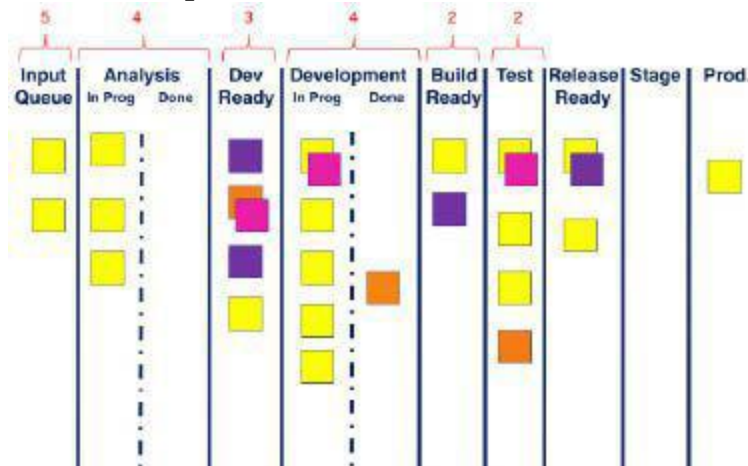 5 4 3 4 2 2
Input Queue
Analysis
In Prog Done
Dev Ready
Development
In Prog Done
Build Ready
Test
Release Ready
Stage
Prod.